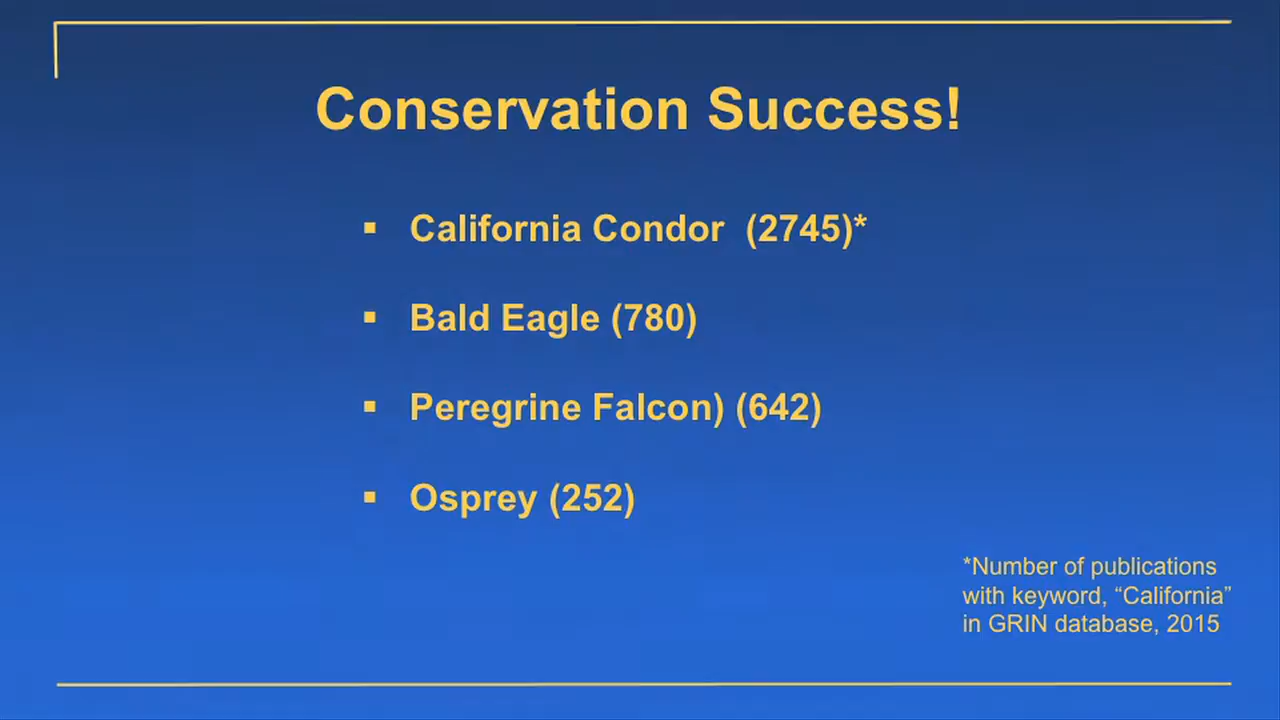 Conservation Success!
▪ California Condor (2745)*
▪ Bald Eagle (780)
▪ Peregrine Falcon) (642)
▪ Osprey (252)
*Number of publications
with keyword, “California”
in GRIN database, 2015